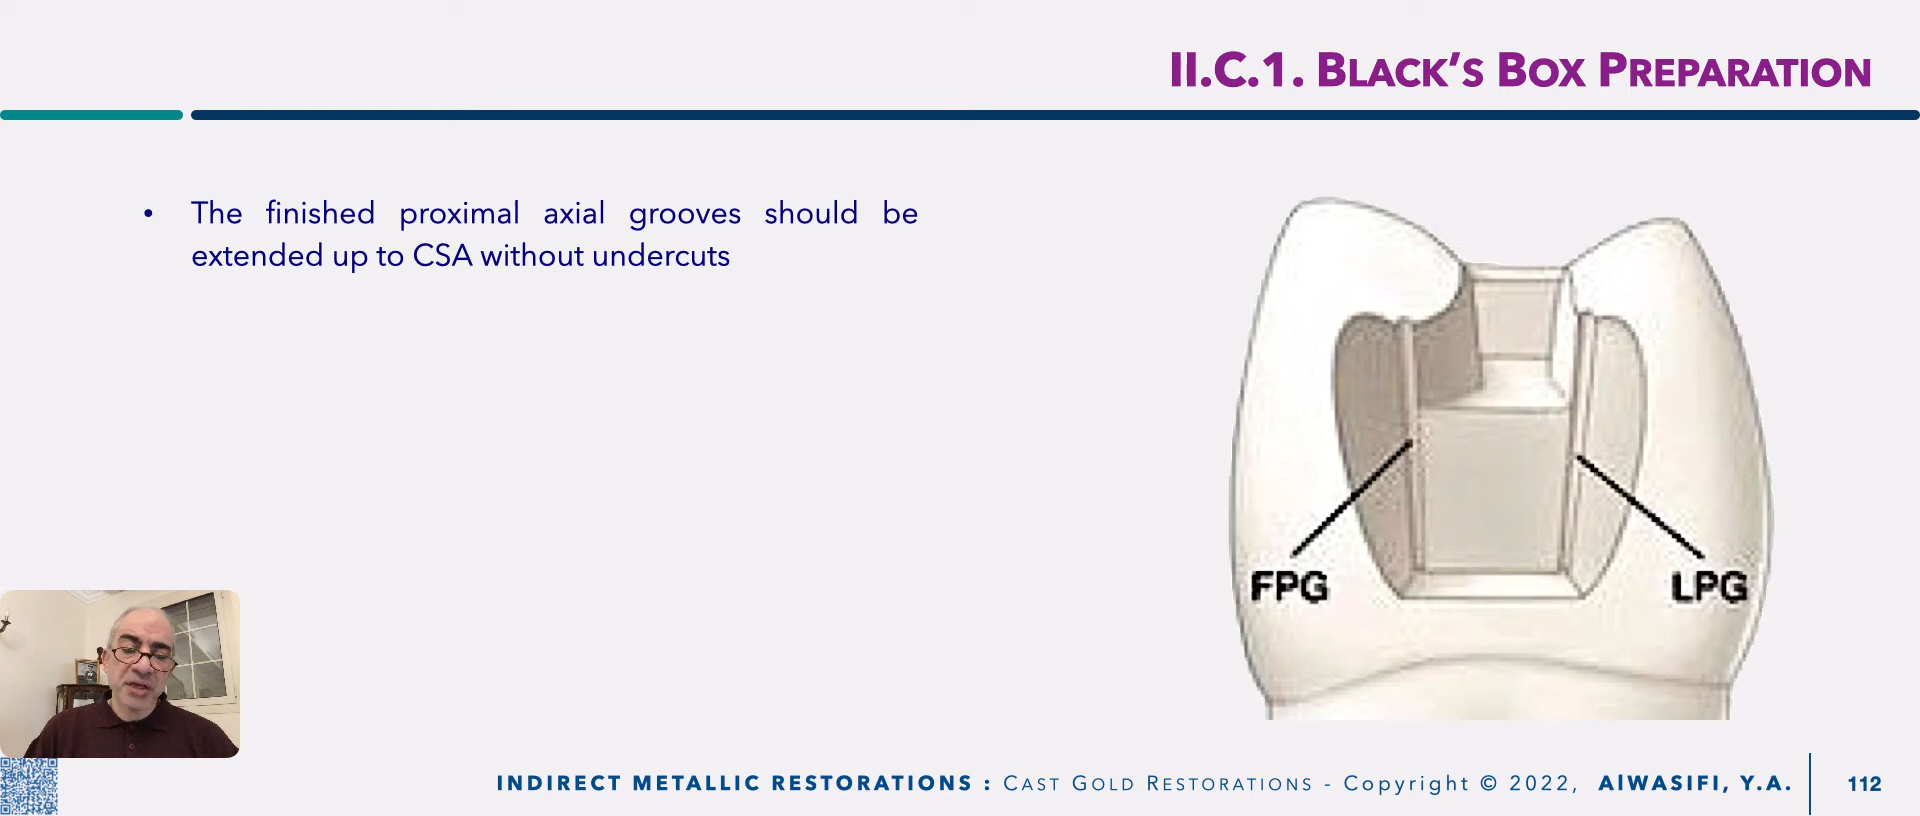 II.C.1. BLACK'S BOX PREPARATION
• The finished proximal axial grooves should be
extended up to CSA without undercuts
FPG
LPG
INDIRECT METALLIC RESTORATIONS : CAST GOLD RESTORATIONS - Copyright © 2022, AlWASIFI, Y.A. 112